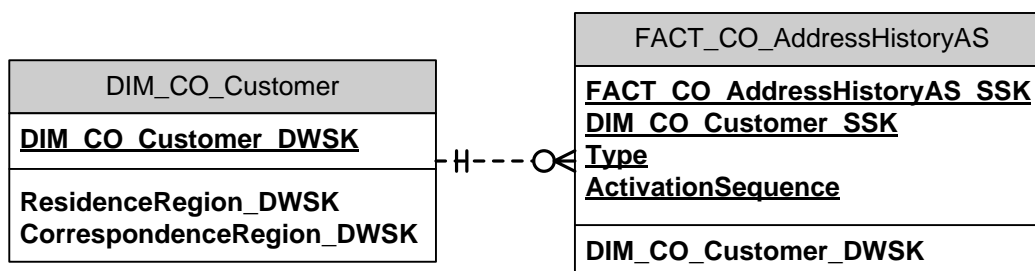 DIM_CO_Customer
DIM_CO_Customer_DWSK
ResidenceRegion_DWSK
CorrespondenceRegion_DWSK
FACT_CO_AddressHistoryAS
FACT_CO_AddressHistoryAS_SSK
DIM_CO_Customer_SSK
Type
ActivationSequence
DIM_CO_Customer_DWSK